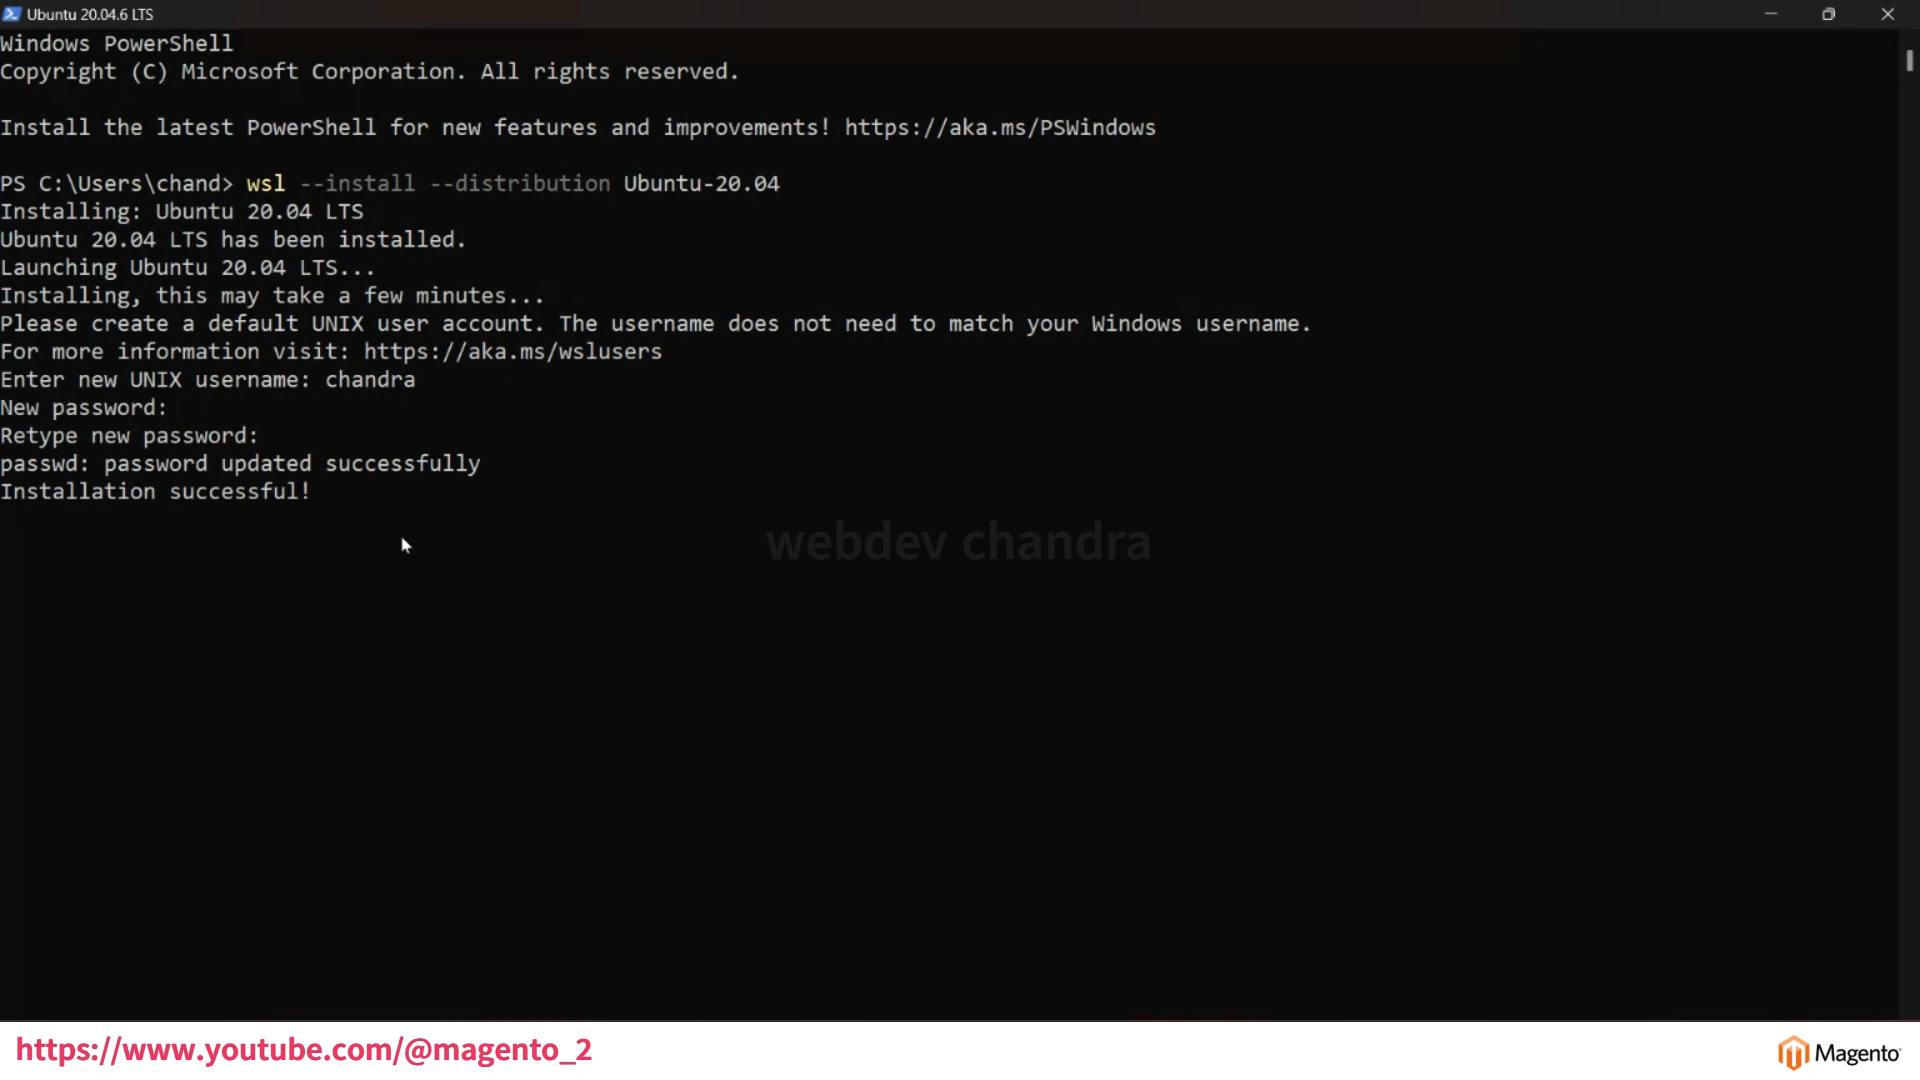 Ubuntu 20.04.6 LTS
Windows PowerShell
Copyright (C) Microsoft Corporation. All rights reserved.
Install the latest PowerShell for new features and improvements! https://aka.ms/PSWindows
PS C:\Users\chand> wsl --install --distribution Ubuntu-20.04
Installing: Ubuntu 20.04 LTS
Ubuntu 20.04 LTS has been installed.
Launching Ubuntu 20.04 LTS...
Installing, this may take a few minutes...
Please create a default UNIX user account. The username does not need to match your Windows username.
For more information visit: https://aka.ms/wslusers
Enter new UNIX username: chandra
New password:
Retype new password:
passwd: password updated successfully
Installation successful!
webdev chandra
https://www.youtube.com/@magento_2
Magento